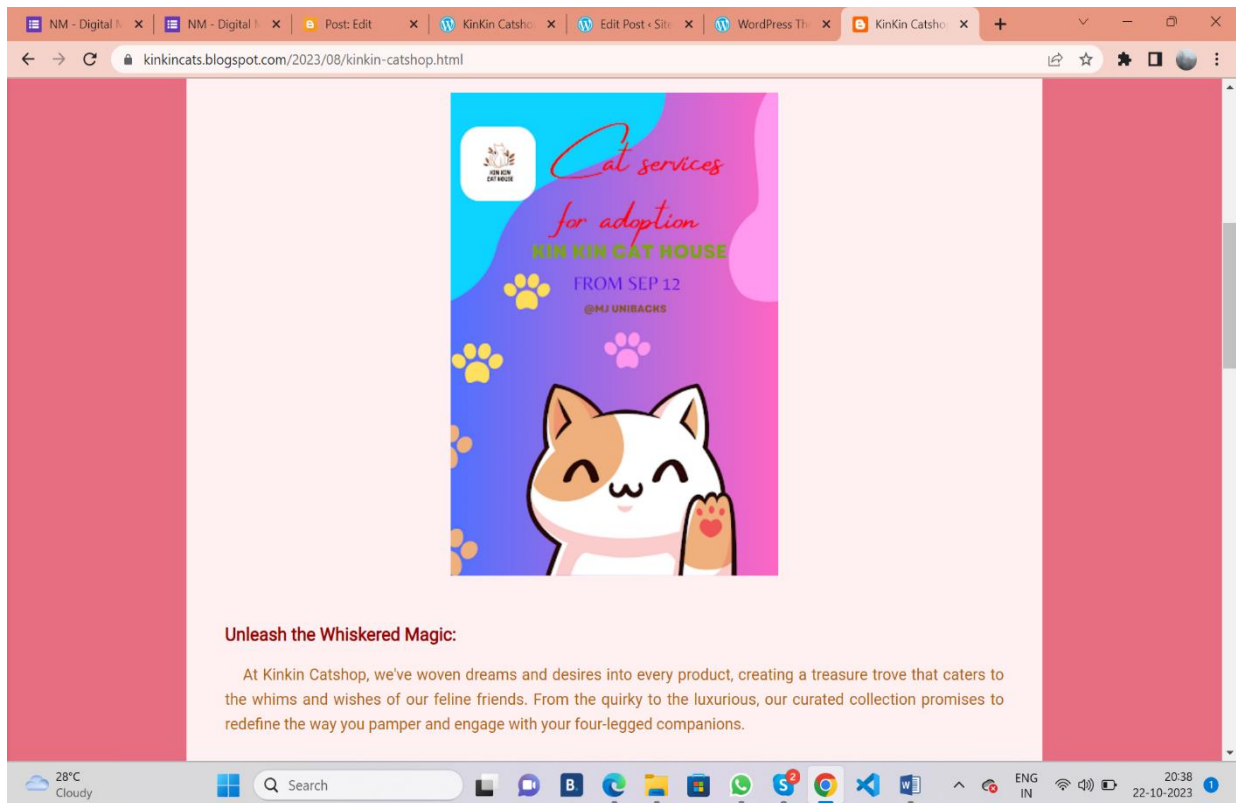 NM - Digital N
NM - Digital N
Post: Edit
KinKin Catsho
Edit Post ‹ Site
WordPress Th
KinKin Catsho
kinkincats.blogspot.com/2023/08/kinkin-catshop.html
KIN KIN
CAT HOUSE
Cat services
for adoption
KIN KIN CAT HOUSE
FROM SEP 12
@MJ UNIBACKS
Unleash the Whiskered Magic:
At Kinkin Catshop, we've woven dreams and desires into every product, creating a treasure trove that caters to
the whims and wishes of our feline friends. From the quirky to the luxurious, our curated collection promises to
redefine the way you pamper and engage with your four-legged companions.
28°C
Cloudy
Search
B.
2
ENG
IN
20:38
22-10-2023
1